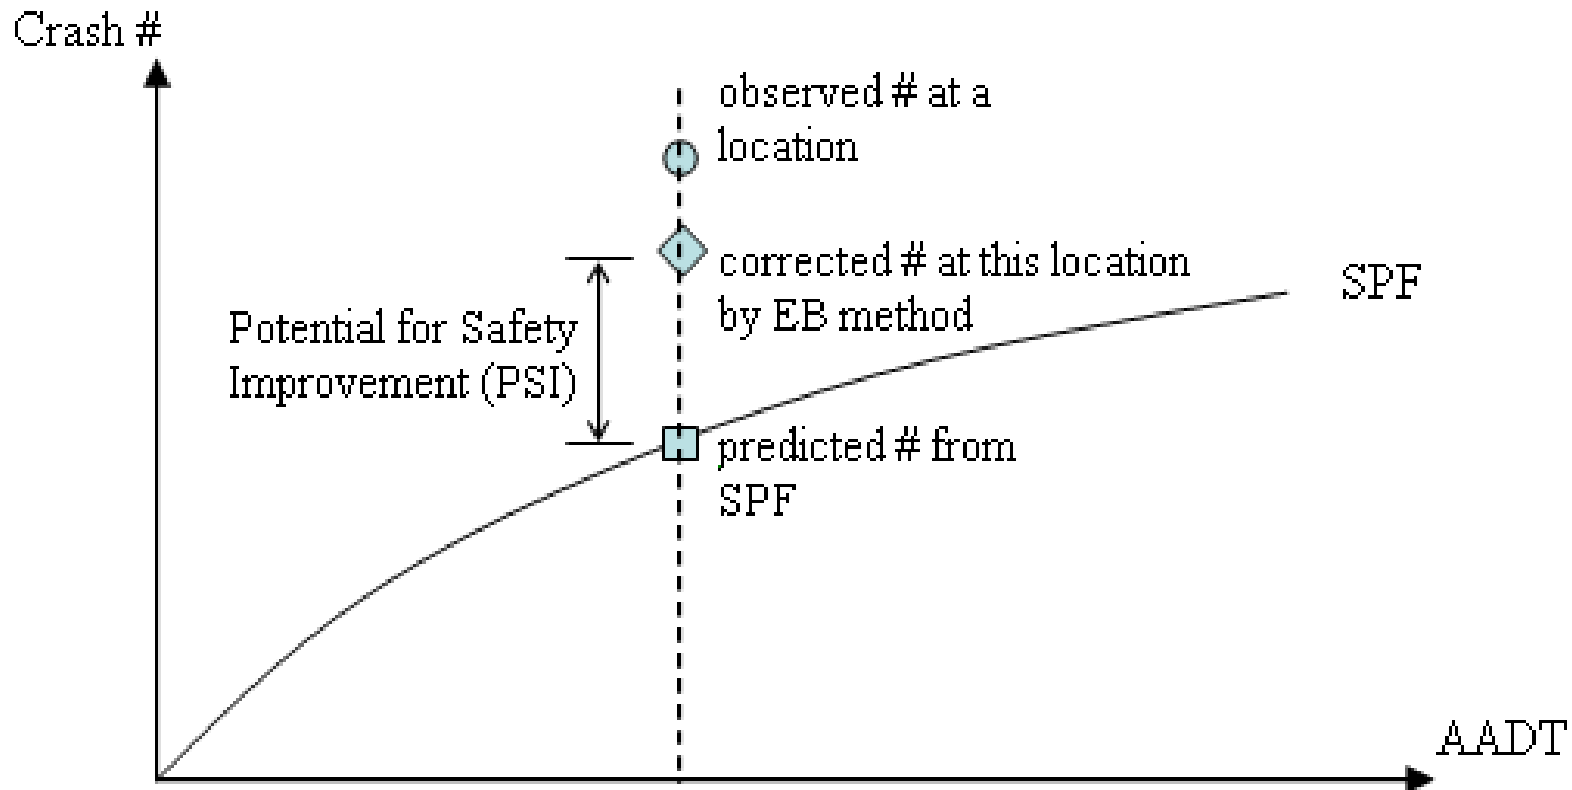 Crash #
observed # at a
location
corrected # at this location
by EB method
SPF
Potential for Safety
Improvement (PSI)
predicted # from
SPF
AADT